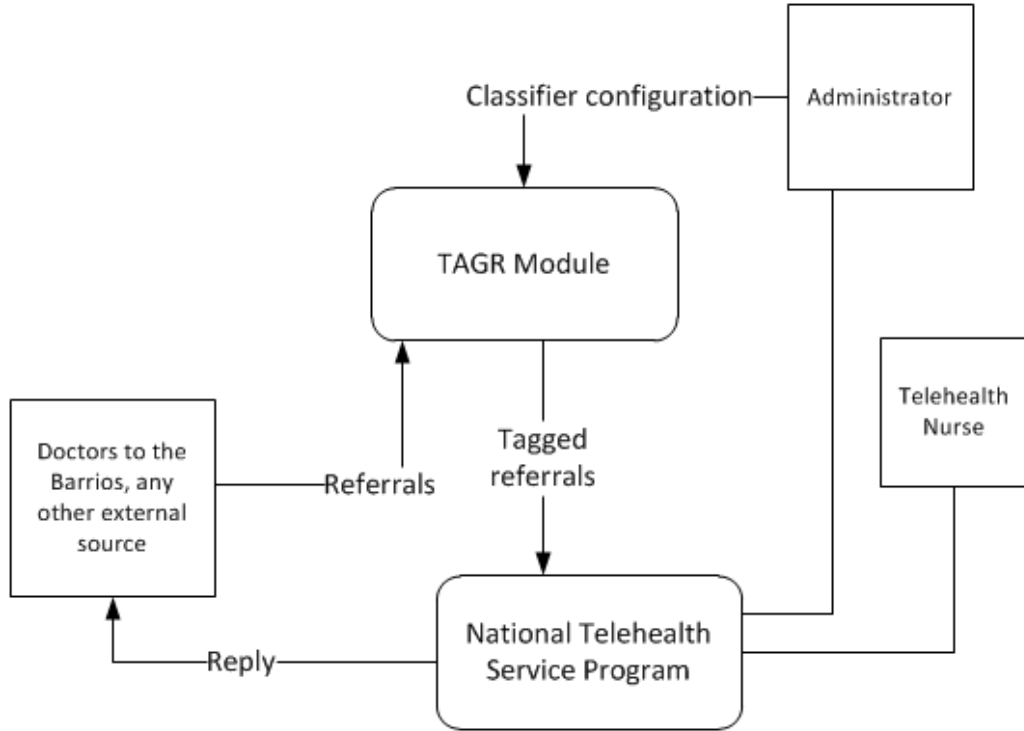 Classifier configuration
Administrator
TAGR Module
Telehealth
Nurse
Doctors to the
Barrios, any
other external
source
Referrals
Tagged
referrals
National Telehealth
Service Program
Reply